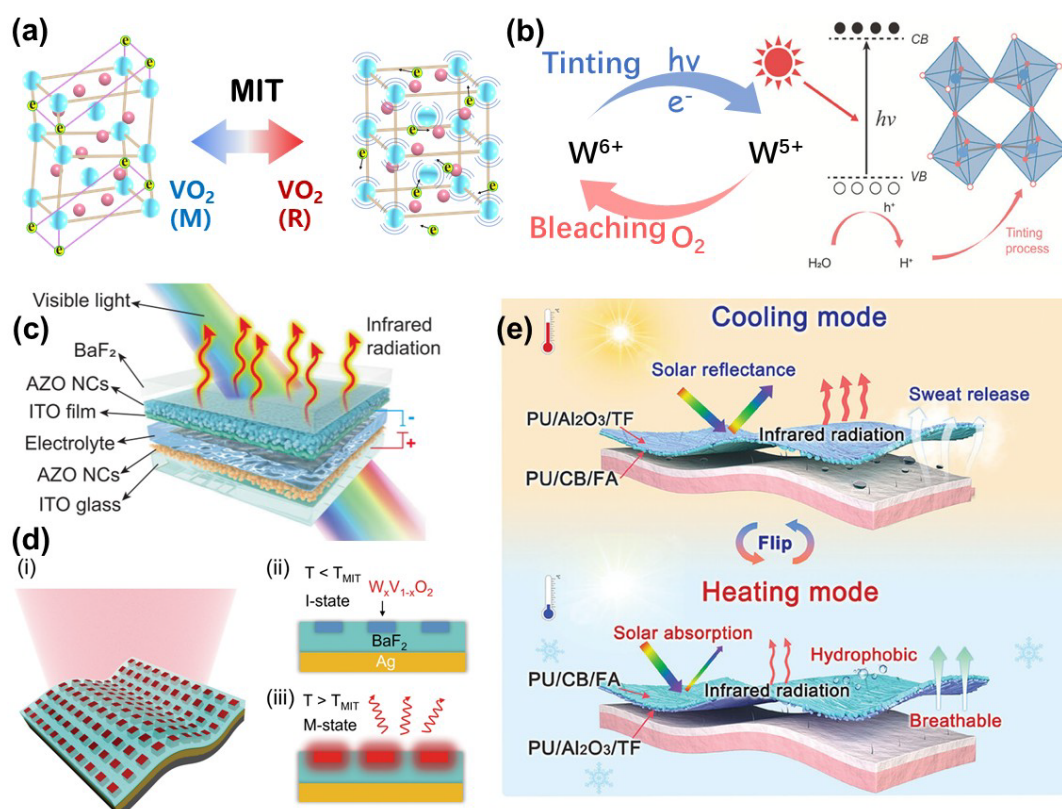 (a)
e
e
e
e
e
e
e
e
MIT
VO₂
(M)
VO₂
(R)
e
e
e
e
e
e
e
e
(b)
Tinting
hv
e⁻
W⁶⁺
W⁵⁺
Bleaching
O₂
CB
hv
VB
h⁺
H₂O
H⁺
Tinting
process
(c)
Visible light
Infrared
radiation
BaF₂
AZO NCs
ITO film
Electrolyte
AZO NCs
ITO glass
-
+
(d)
(i)
(ii)
T < T_MIT
I-state
WₓV₁₋ₓO₂
BaF₂
Ag
(iii)
T > T_MIT
M-state
(e)
Cooling mode
Solar reflectance
Sweat release
PU/Al₂O₃/TF
Infrared radiation
PU/CB/FA
Flip
Heating mode
Solar absorption
Hydrophobic
PU/CB/FA
Infrared radiation
Breathable
PU/Al₂O₃/TF